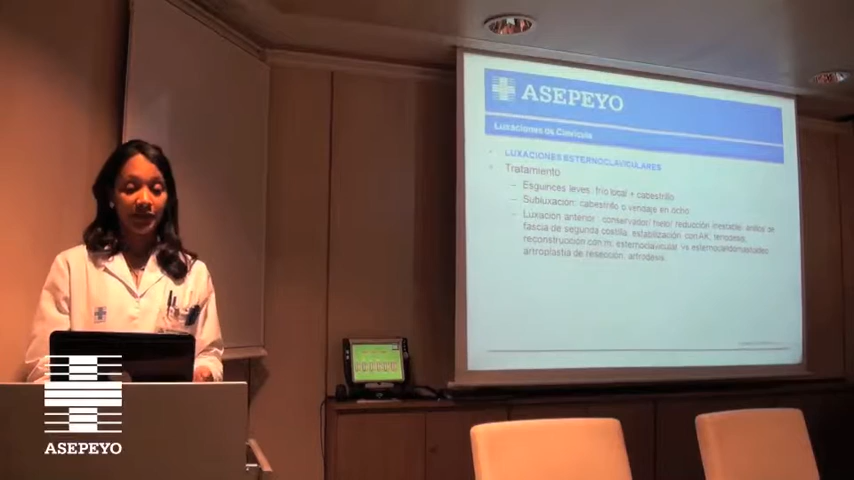 ASEPEYO
Luxaciones de Clavícula
LUXACIONES ESTERNOCLAVICULARES
Tratamiento
– Esguinces leves: frío local + cabestrillo
– Subluxación: cabestrillo o vendaje en ocho
– Luxación anterior: conservador/ hielo/ reducción inestable/ anillos de
fascia de segunda costilla, estabilización con AK, tenodesis,
reconstrucción con m. esternoclavicular vs esternocleidomastoideo,
artroplastia de resección, artrodesis.
ASEPEYO